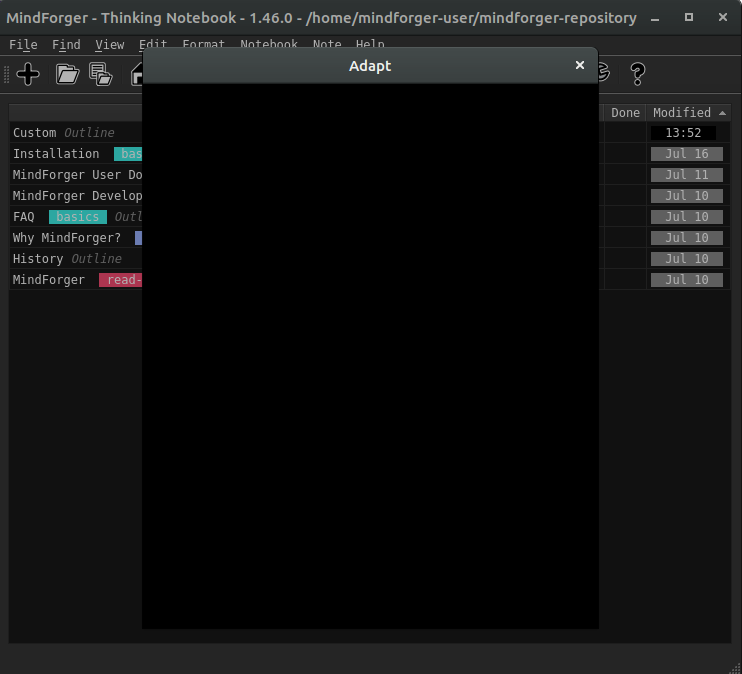 MindForger - Thinking Notebook - 1.46.0 - /home/mindforger-user/mindforger-repository
File Find View Edit Format Notebook Note Help
Adapt
Done Modified
Custom Outline 13:52
Installation bas Jul 16
MindForger User Do Jul 11
MindForger Develop Jul 10
FAQ basics Outl Jul 10
Why MindForger? Jul 10
History Outline Jul 10
MindForger read- Jul 10